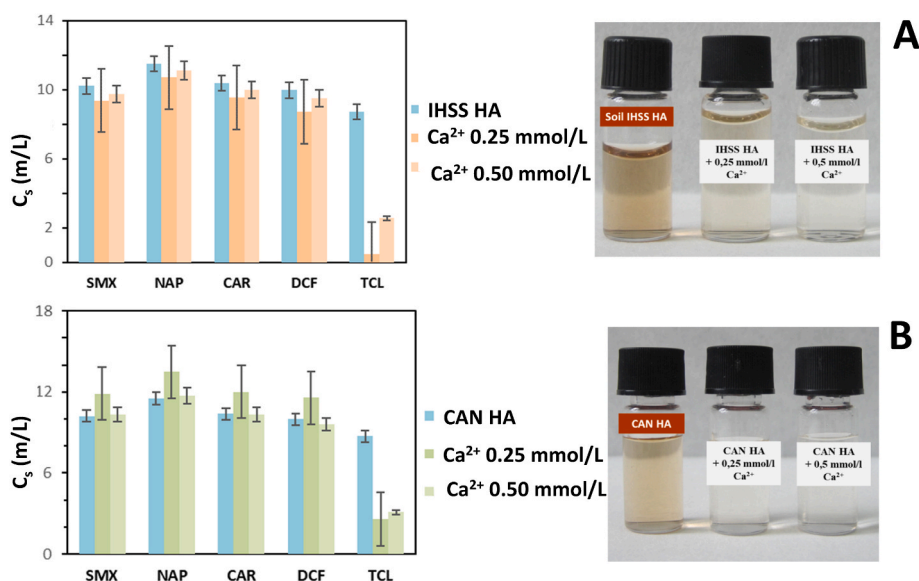 A
14
10
6
2
0
Cs (m/L)
SMX NAP CAR DCF TCL
IHSS HA
Ca²⁺ 0.25 mmol/L
Ca²⁺ 0.50 mmol/L
Soil IHSS HA
IHSS HA
+ 0,25 mmol/l
Ca²⁺
IHSS HA
+ 0,5 mmol/l
Ca²⁺
B
18
12
6
0
Cs (m/L)
SMX NAP CAR DCF TCL
CAN HA
Ca²⁺ 0.25 mmol/L
Ca²⁺ 0.50 mmol/L
CAN HA
CAN HA
+ 0,25 mmol/l
Ca²⁺
CAN HA
+ 0,5 mmol/l
Ca²⁺